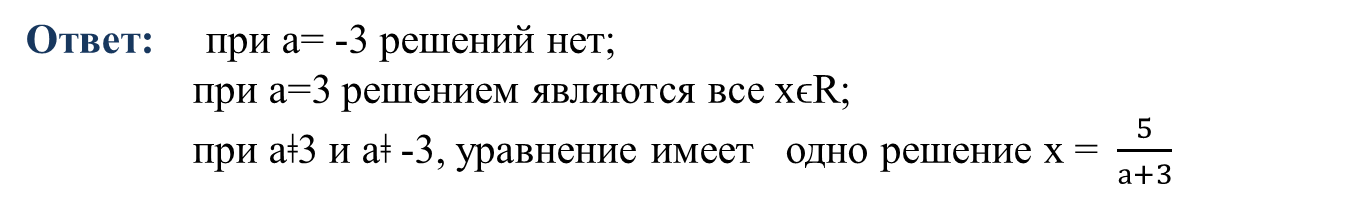 Ответ: при а= -3 решений нет;
при а=3 решением являются все хϵR;
при а≠3 и а≠ -3, уравнение имеет одно решение х = 5/(а+3)